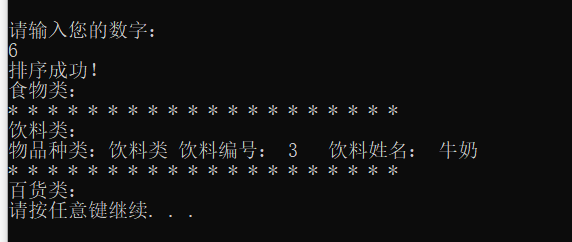 请输入您的数字：
6
排序成功！
食物类：
* * * * * * * * * * * * * * * * * * * *
饮料类：
物品种类：饮料类 饮料编号： 3 饮料姓名： 牛奶
* * * * * * * * * * * * * * * * * * * *
百货类：
请按任意键继续. . .